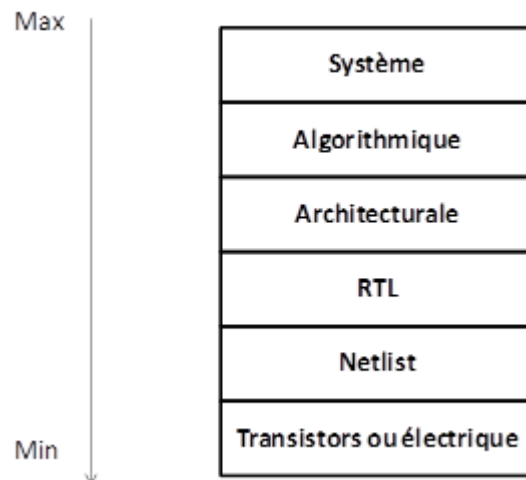 Max
Système
Algorithmique
Architecturale
RTL
Netlist
Transistors ou électrique
Min